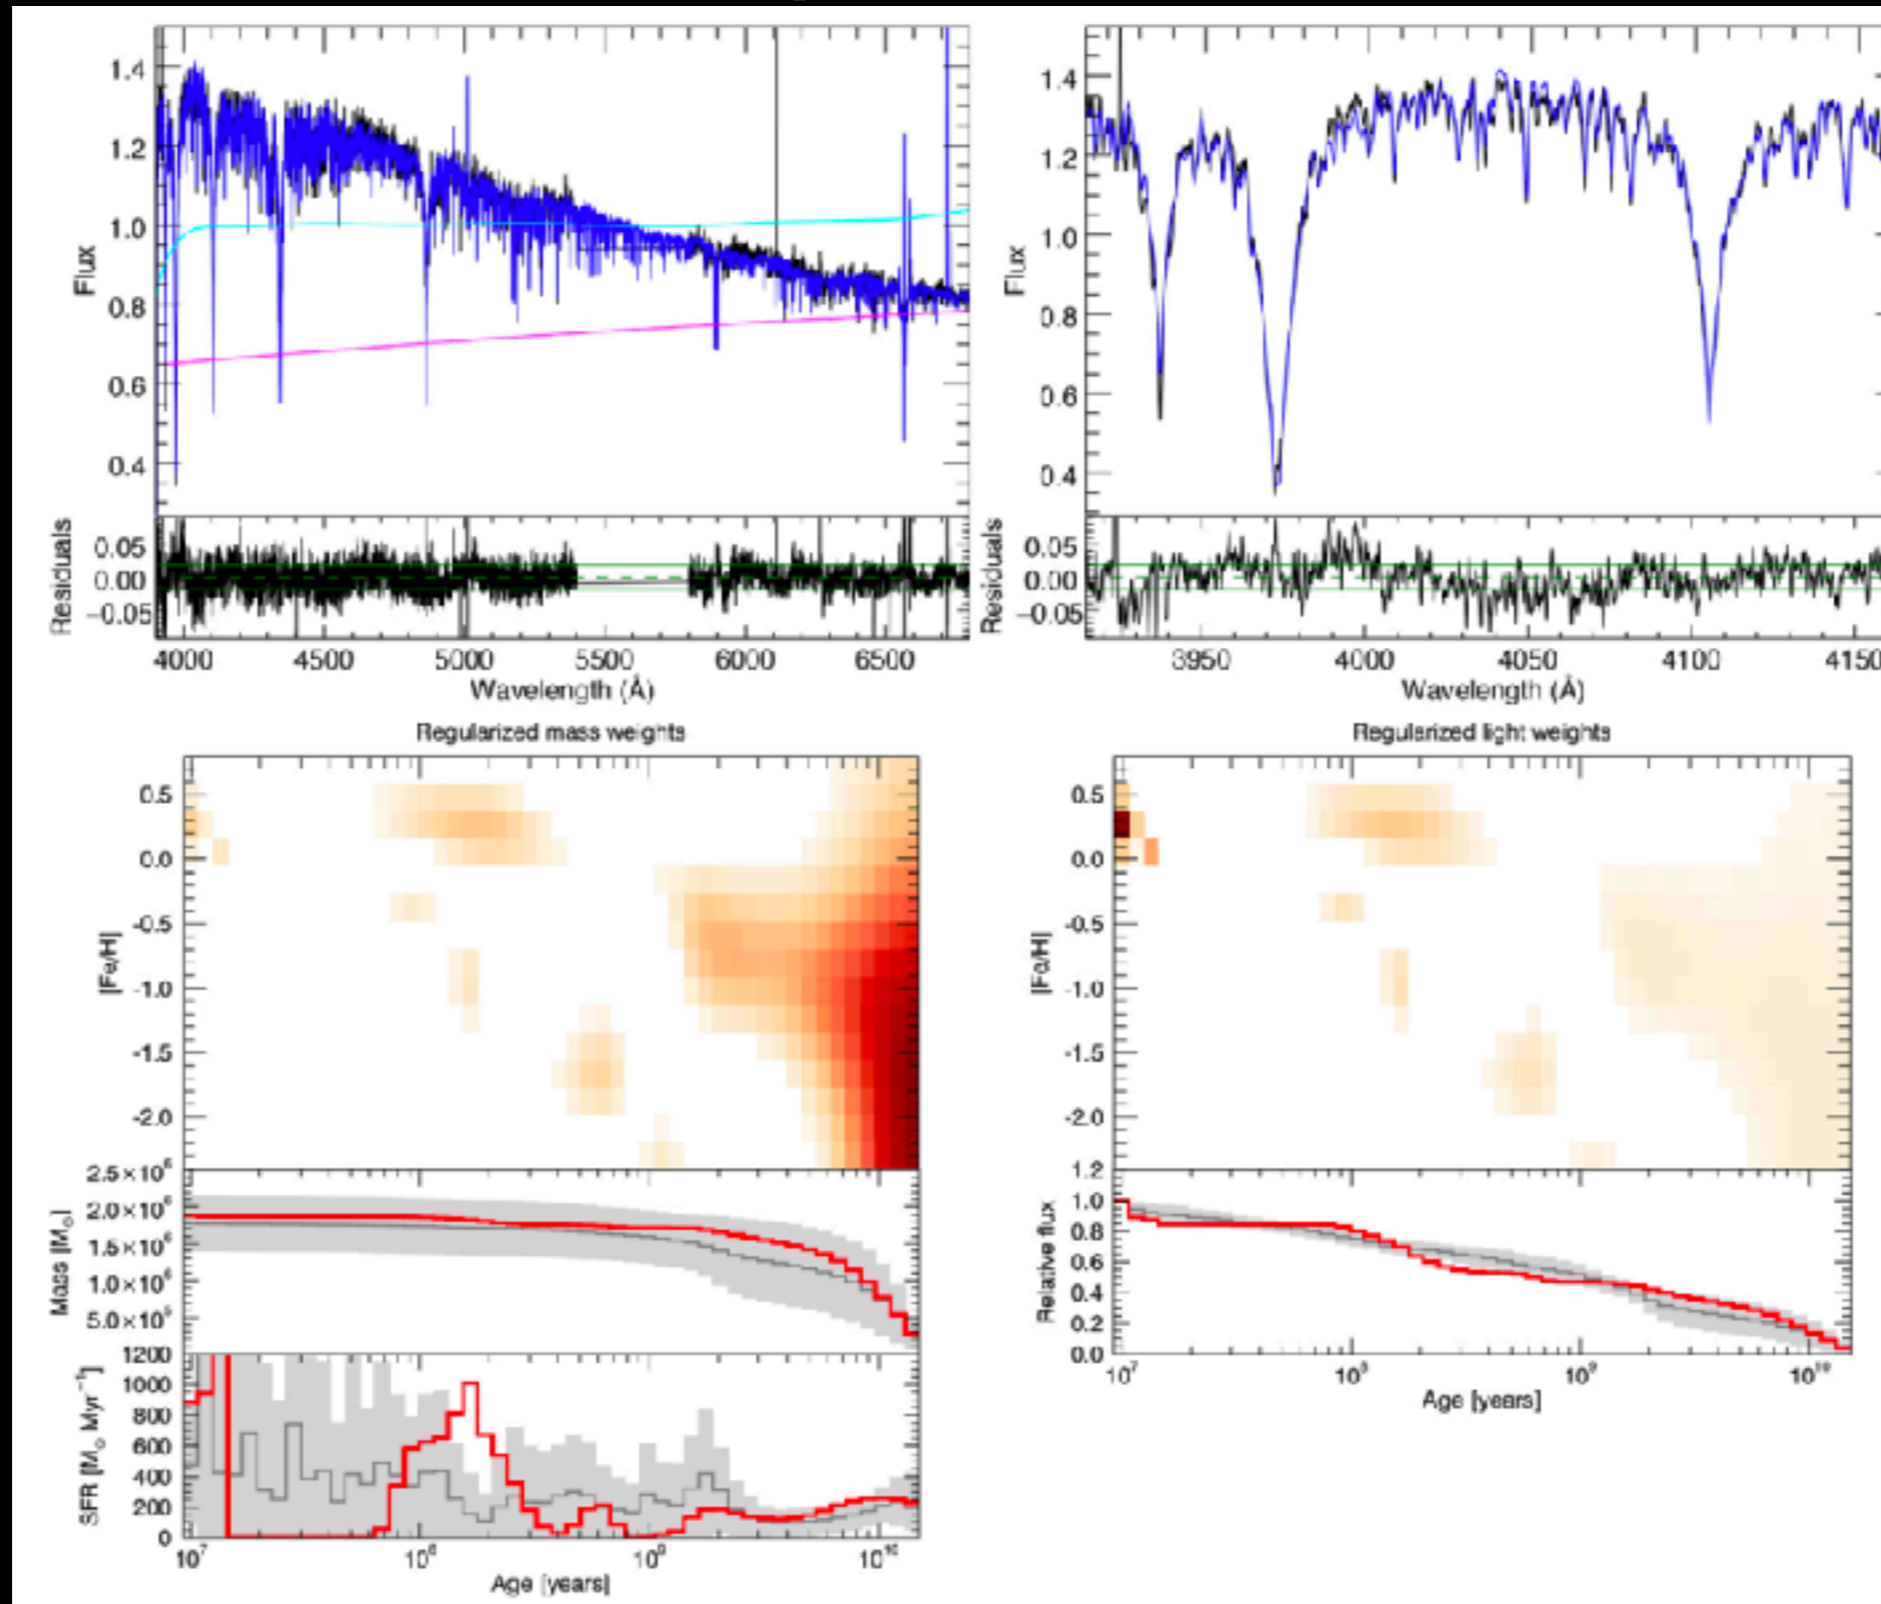 1.4
1.2
1.0
0.8
0.6
0.4
Flux
0.05
0.00
−0.05
Residuals
4000 4500 5000 5500 6000 6500
Wavelength (Å)
1.4
1.2
1.0
0.8
0.6
0.4
Flux
0.05
0.00
−0.05
Residuals
3950 4000 4050 4100 4150
Wavelength (Å)
Regularized mass weights
0.5
0.0
-0.5
-1.0
-1.5
-2.0
[Fe/H]
2.5×10⁶
2.0×10⁶
1.5×10⁶
1.0×10⁶
5.0×10⁵
Mass [M⊙]
1200
1000
800
600
400
200
0
SFR [M⊙ Myr⁻¹]
10⁷ 10⁸ 10⁹ 10¹⁰
Age [years]
Regularized light weights
0.5
0.0
-0.5
-1.0
-1.5
-2.0
[Fe/H]
1.2
1.0
0.8
0.6
0.4
0.2
0.0
Relative flux
10⁷ 10⁸ 10⁹ 10¹⁰
Age [years]